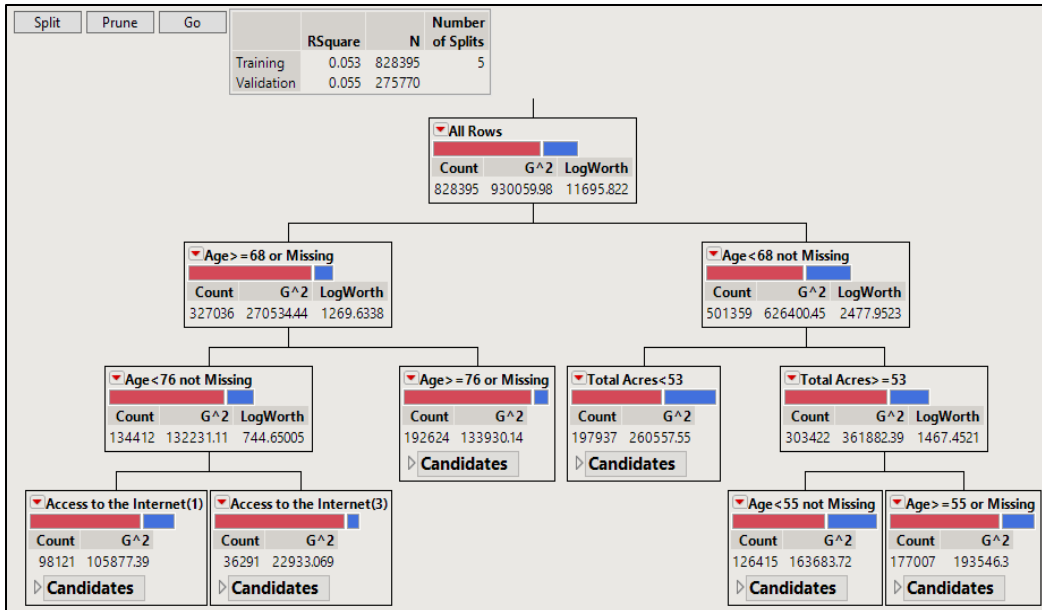 Split Prune Go
Number
RSquare N of Splits
Training 0.053 828395 5
Validation 0.055 275770
All Rows
Count G^2 LogWorth
828395 930059.98 11695.822
Age>=68 or Missing
Count G^2 LogWorth
327036 270534.44 1269.6338
Age<68 not Missing
Count G^2 LogWorth
501359 626400.45 2477.9523
Age<76 not Missing
Count G^2 LogWorth
134412 132231.11 744.65005
Age>=76 or Missing
Count G^2
192624 133930.14
Candidates
Total Acres<53
Count G^2
197937 260557.55
Candidates
Total Acres>=53
Count G^2 LogWorth
303422 361882.39 1467.4521
Access to the Internet(1)
Count G^2
98121 105877.39
Candidates
Access to the Internet(3)
Count G^2
36291 22933.069
Candidates
Age<55 not Missing
Count G^2
126415 163683.72
Candidates
Age>=55 or Missing
Count G^2
177007 193546.3
Candidates